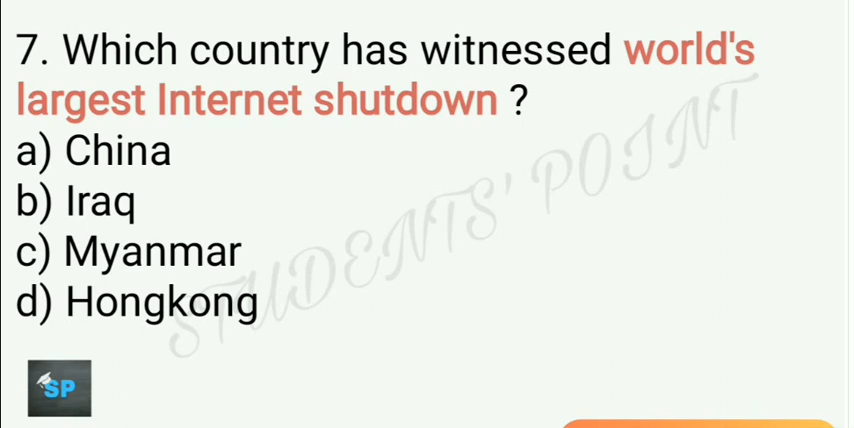 7. Which country has witnessed world's
largest Internet shutdown ?
a) China
b) Iraq
c) Myanmar
d) Hongkong
STUDENTS' POINT
SP